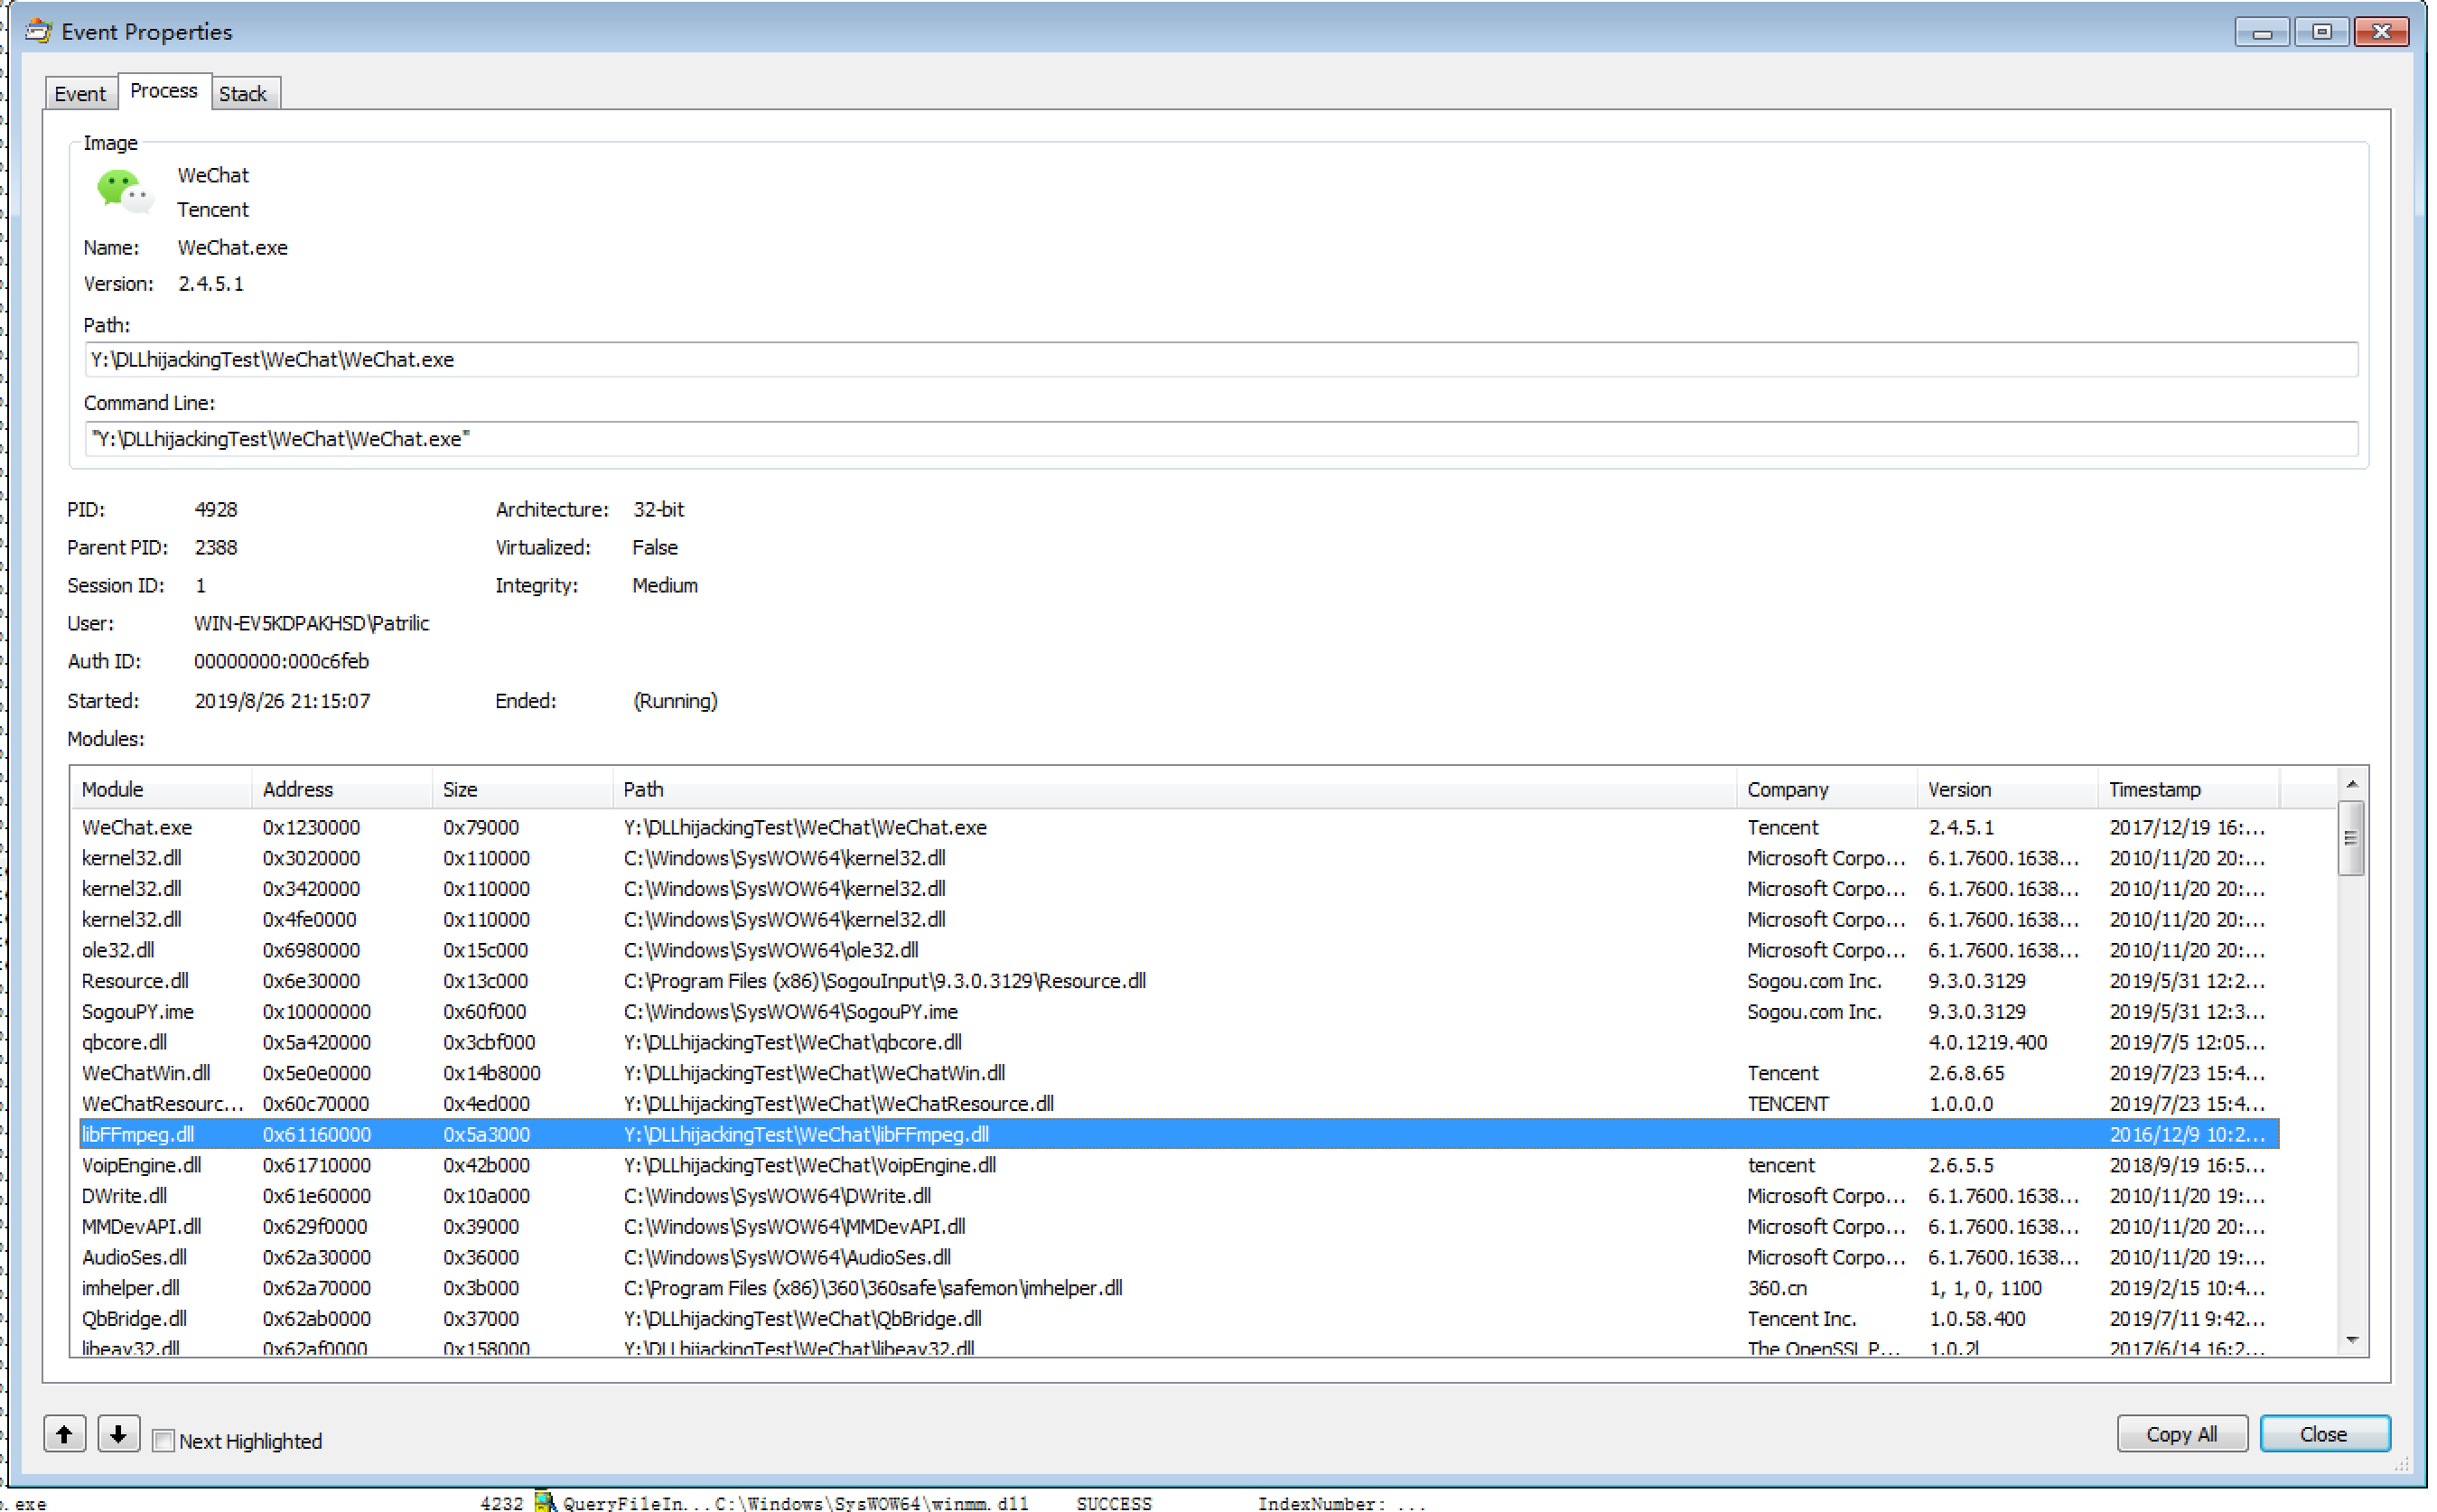 Event Properties
Event Process Stack
Image
WeChat
Tencent
Name: WeChat.exe
Version: 2.4.5.1
Path:
Y:\DLLhijackingTest\WeChat\WeChat.exe
Command Line:
"Y:\DLLhijackingTest\WeChat\WeChat.exe"
PID: 4928 Architecture: 32-bit
Parent PID: 2388 Virtualized: False
Session ID: 1 Integrity: Medium
User: WIN-EV5KDPAKHSD\Patrilic
Auth ID: 00000000:000c6feb
Started: 2019/8/26 21:15:07 Ended: (Running)
Modules:
Module Address Size Path Company Version Timestamp
WeChat.exe 0x1230000 0x79000 Y:\DLLhijackingTest\WeChat\WeChat.exe Tencent 2.4.5.1 2017/12/19 16:...
kernel32.dll 0x3020000 0x110000 C:\Windows\SysWOW64\kernel32.dll Microsoft Corpo... 6.1.7600.1638... 2010/11/20 20:...
kernel32.dll 0x3420000 0x110000 C:\Windows\SysWOW64\kernel32.dll Microsoft Corpo... 6.1.7600.1638... 2010/11/20 20:...
kernel32.dll 0x4fe0000 0x110000 C:\Windows\SysWOW64\kernel32.dll Microsoft Corpo... 6.1.7600.1638... 2010/11/20 20:...
ole32.dll 0x6980000 0x15c000 C:\Windows\SysWOW64\ole32.dll Microsoft Corpo... 6.1.7600.1638... 2010/11/20 20:...
Resource.dll 0x6e30000 0x13c000 C:\Program Files (x86)\SogouInput\9.3.0.3129\Resource.dll Sogou.com Inc. 9.3.0.3129 2019/5/31 12:2...
SogouPY.ime 0x10000000 0x60f000 C:\Windows\SysWOW64\SogouPY.ime Sogou.com Inc. 9.3.0.3129 2019/5/31 12:3...
qbcore.dll 0x5a420000 0x3cbf000 Y:\DLLhijackingTest\WeChat\qbcore.dll 4.0.1219.400 2019/7/5 12:05...
WeChatWin.dll 0x5e0e0000 0x14b8000 Y:\DLLhijackingTest\WeChat\WeChatWin.dll Tencent 2.6.8.65 2019/7/23 15:4...
WeChatResourc... 0x60c70000 0x4ed000 Y:\DLLhijackingTest\WeChat\WeChatResource.dll TENCENT 1.0.0.0 2019/7/23 15:4...
libFFmpeg.dll 0x61160000 0x5a3000 Y:\DLLhijackingTest\WeChat\libFFmpeg.dll 2016/12/9 10:2...
VoipEngine.dll 0x61710000 0x42b000 Y:\DLLhijackingTest\WeChat\VoipEngine.dll tencent 2.6.5.5 2018/9/19 16:5...
DWrite.dll 0x61e60000 0x10a000 C:\Windows\SysWOW64\DWrite.dll Microsoft Corpo... 6.1.7600.1638... 2010/11/20 19:...
MMDevAPI.dll 0x629f0000 0x39000 C:\Windows\SysWOW64\MMDevAPI.dll Microsoft Corpo... 6.1.7600.1638... 2010/11/20 20:...
AudioSes.dll 0x62a30000 0x36000 C:\Windows\SysWOW64\AudioSes.dll Microsoft Corpo... 6.1.7600.1638... 2010/11/20 19:...
imhelper.dll 0x62a70000 0x3b000 C:\Program Files (x86)\360\360safe\safemon\imhelper.dll 360.cn 1, 1, 0, 1100 2019/2/15 10:4...
QbBridge.dll 0x62ab0000 0x37000 Y:\DLLhijackingTest\WeChat\QbBridge.dll Tencent Inc. 1.0.58.400 2019/7/11 9:42...
libeay32.dll 0x62af0000 0x158000 Y:\DLLhijackingTest\WeChat\libeay32.dll The OpenSSL P... 1.0.2l 2017/6/14 16:2...
Next Highlighted
Copy All Close
.exe 4232 QueryFileIn...C:\Windows\SysWOW64\winmm.dll SUCCESS IndexNumber: ...